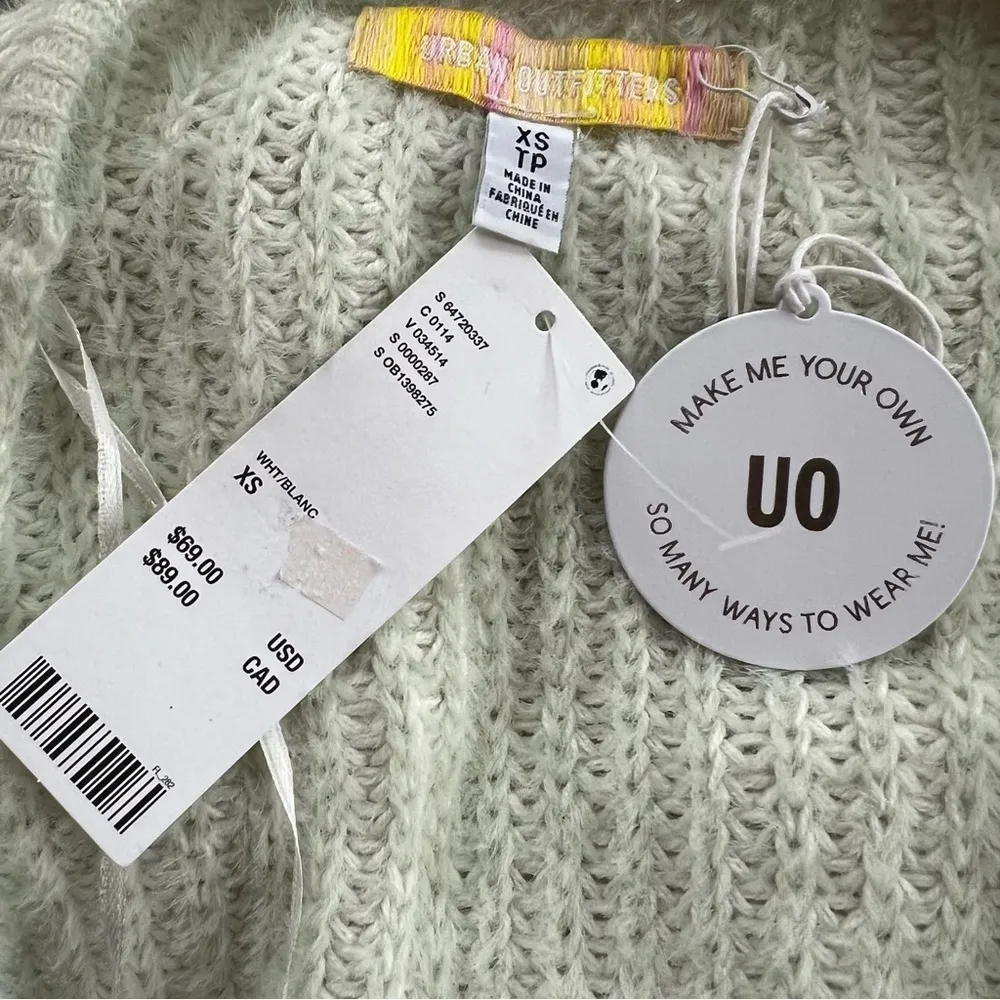 URBAN OUTFITTERS
XS
TP
MADE IN
CHINA
FABRIQUÉ EN
CHINE
S 64720337
C 0114
V 034514
S 0000287
S OB1398275
WHT/BLANC
XS
$69.00 USD
$89.00 CAD
FL_282
MAKE ME YOUR OWN
UO
SO MANY WAYS TO WEAR ME!